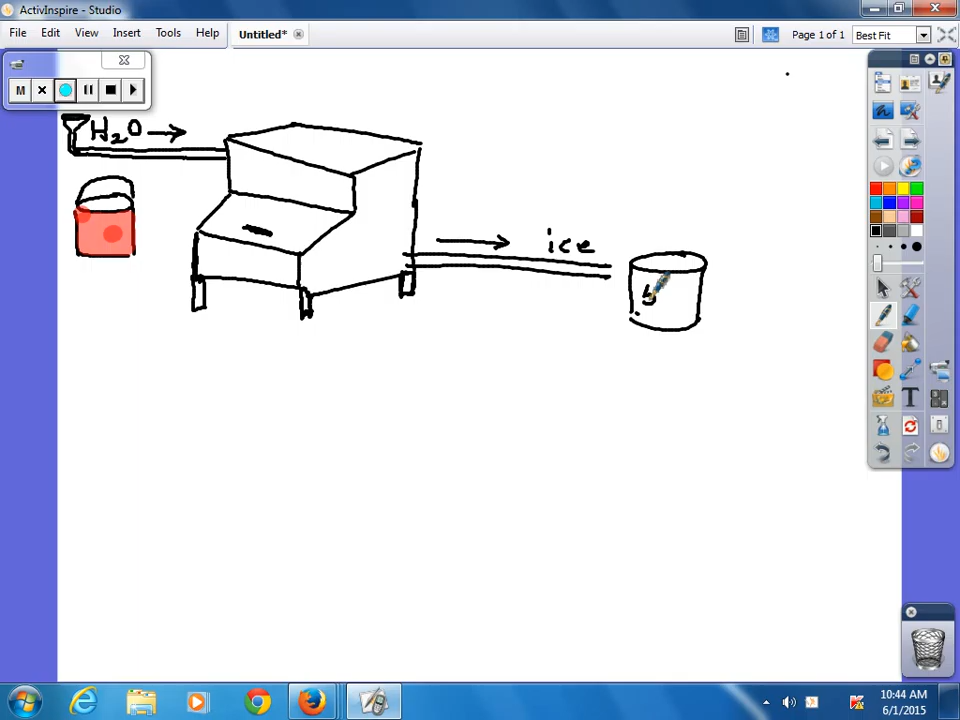 ActivInspire - Studio
File Edit View Insert Tools Help Untitled* Page 1 of 1 Best Fit
M
H₂O →
→ ice
T
10:44 AM
6/1/2015